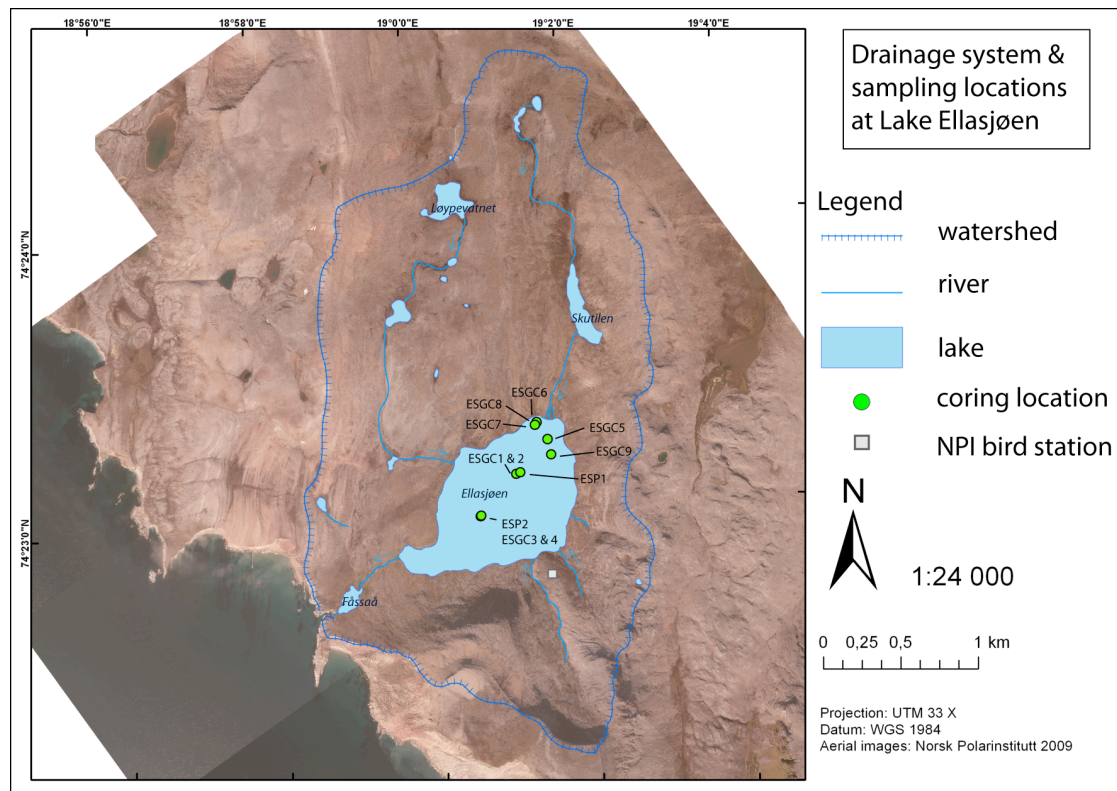 18°56'0"E 18°58'0"E 19°0'0"E 19°2'0"E 19°4'0"E
74°24'0"N
74°23'0"N
Løypevatnet
Skutilen
ESGC6
ESGC8
ESGC7
ESGC5
ESGC9
ESGC1 & 2
ESP1
Ellasjøen
ESP2
ESGC3 & 4
Fåssaå
Drainage system &
sampling locations
at Lake Ellasjøen
Legend
watershed
river
lake
coring location
NPI bird station
N
1:24 000
0 0,25 0,5 1 km
Projection: UTM 33 X
Datum: WGS 1984
Aerial images: Norsk Polarinstitutt 2009